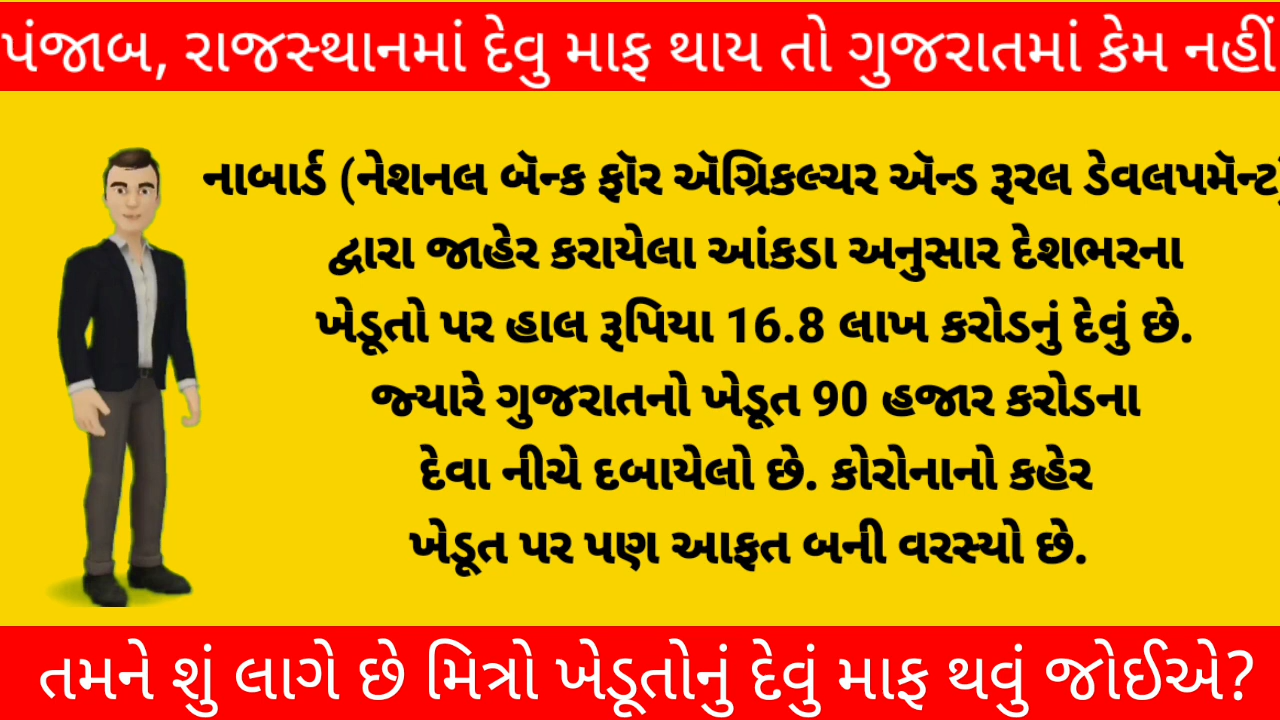 પંજાબ, રાજસ્થાનમાં દેવુ માફ થાય તો ગુજરાતમાં કેમ નહીં
નાબાર્ડ (નેશનલ બૅન્ક ફૉર ઍગ્રિકલ્ચર ઍન્ડ રૂરલ ડેવલપમૅન્ટ)
દ્વારા જાહેર કરાયેલા આંકડા અનુસાર દેશભરના
ખેડૂતો પર હાલ રૂપિયા 16.8 લાખ કરોડનું દેવું છે.
જ્યારે ગુજરાતનો ખેડૂત 90 હજાર કરોડના
દેવા નીચે દબાયેલો છે. કોરોનાનો કહેર
ખેડૂત પર પણ આફત બની વરસ્યો છે.
તમને શું લાગે છે મિત્રો ખેડૂતોનું દેવું માફ થવું જોઈએ?